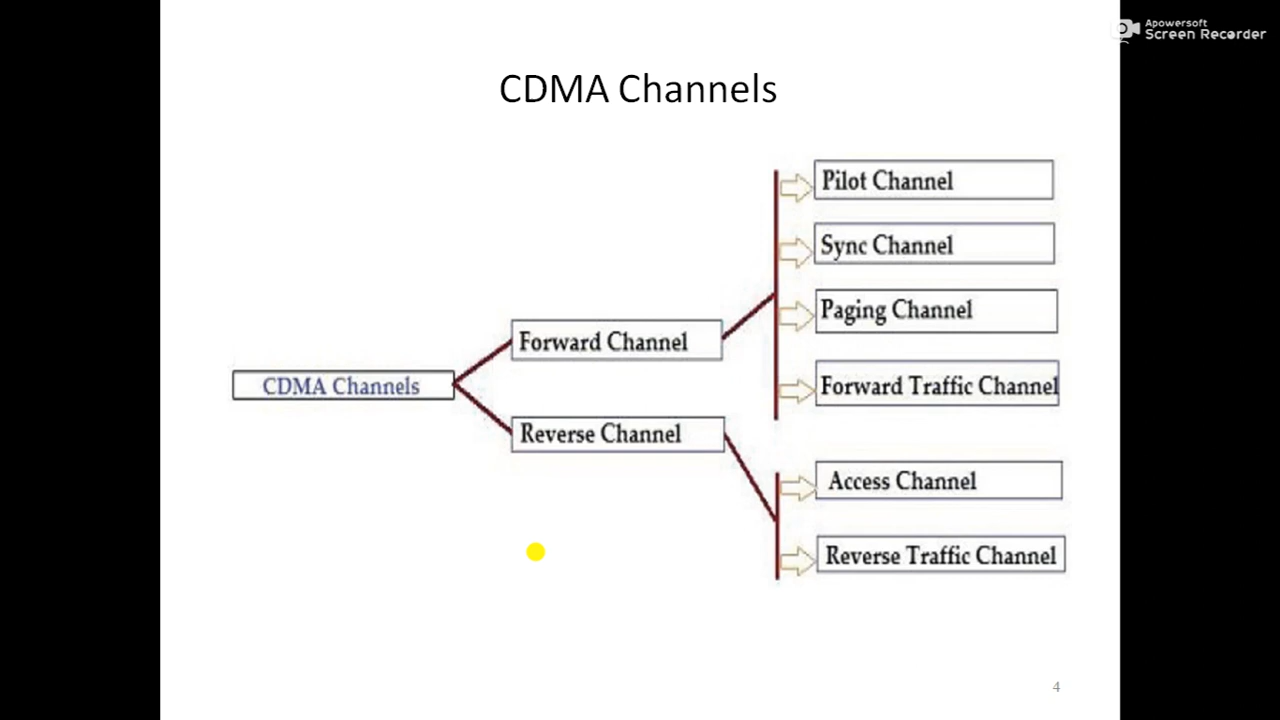 Apowersoft
Screen Recorder
CDMA Channels
Pilot Channel
Sync Channel
Paging Channel
Forward Channel
Forward Traffic Channel
CDMA Channels
Reverse Channel
Access Channel
Reverse Traffic Channel
4